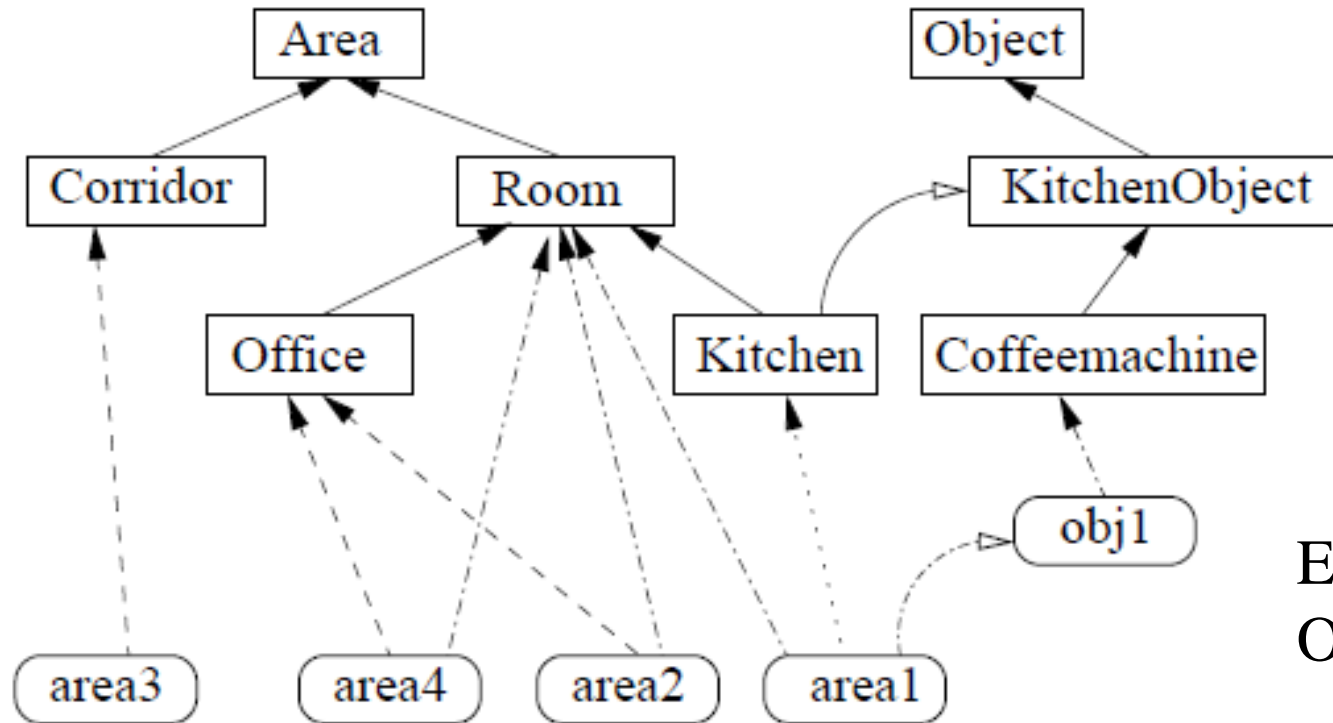 Area
Object
Corridor
Room
KitchenObject
Office
Kitchen
Coffeemachine
obj1
E
O
area3
area4
area2
area1